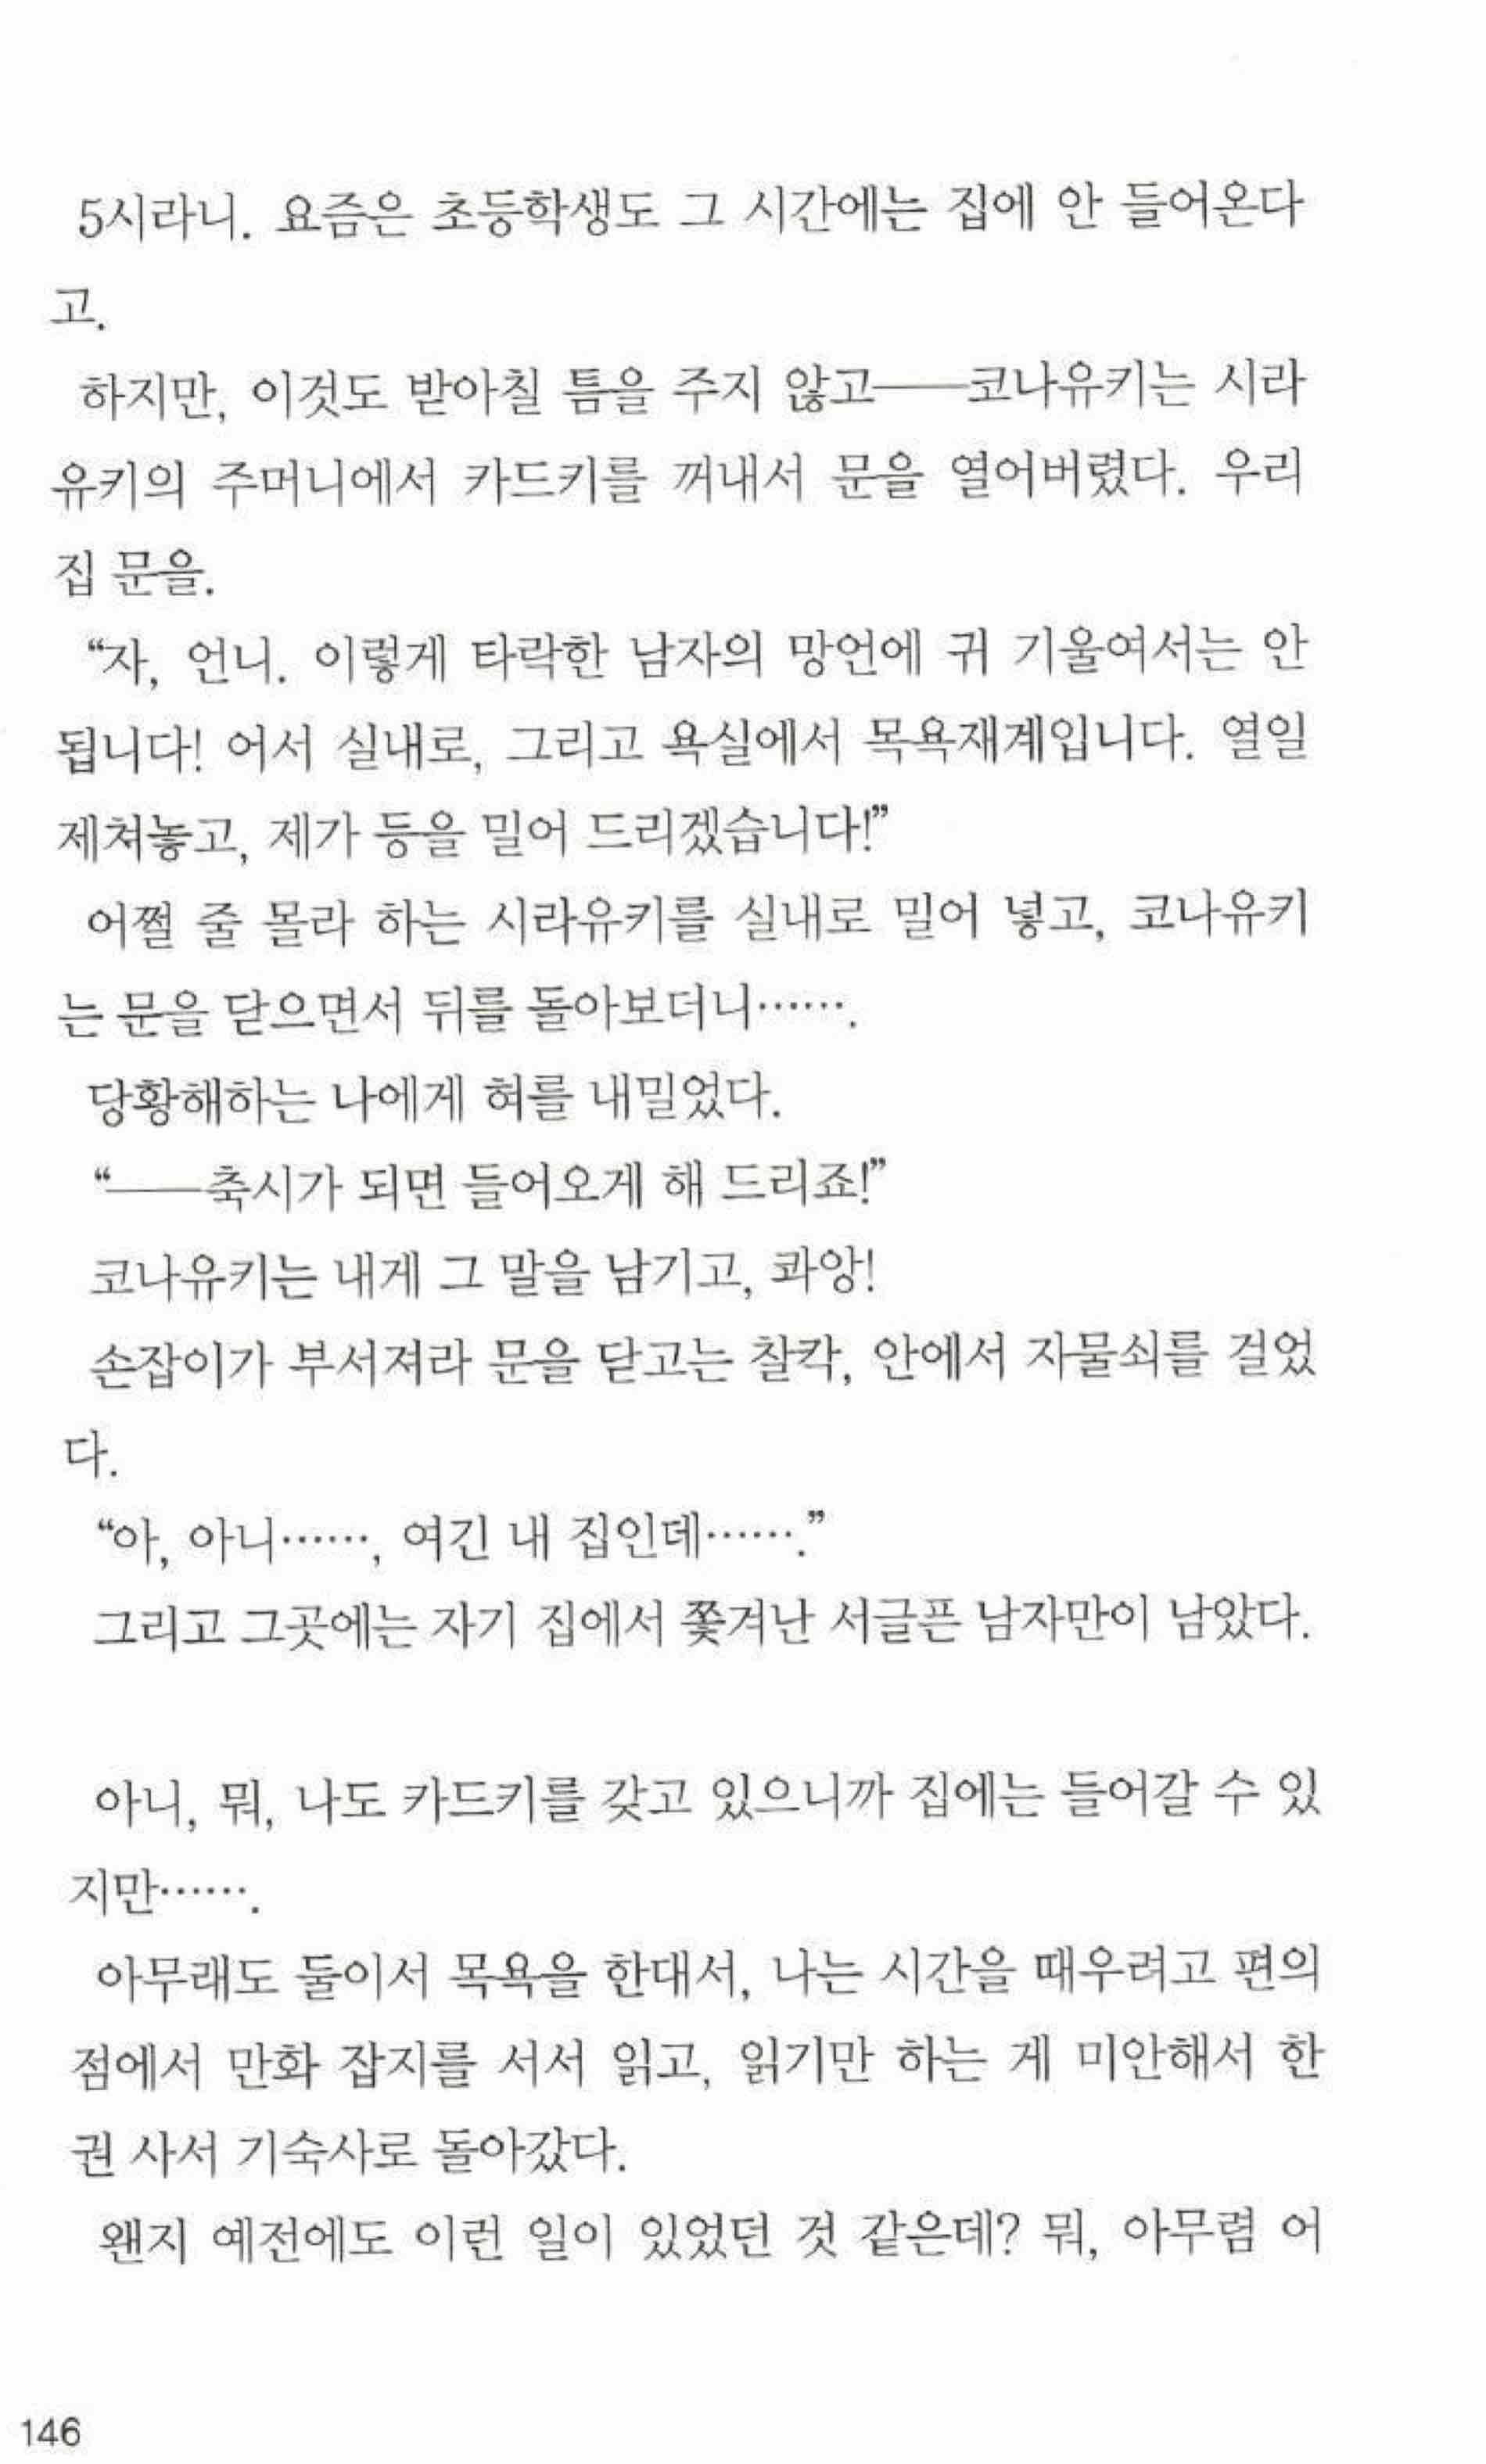 5시라니. 요즘은 초등학생도 그 시간에는 집에 안 들어온다
고.
하지만, 이것도 받아칠 틈을 주지 않고――코나유키는 시라
유키의 주머니에서 카드키를 꺼내서 문을 열어버렸다. 우리
집 문을.
“자, 언니. 이렇게 타락한 남자의 망언에 귀 기울여서는 안
됩니다! 어서 실내로, 그리고 욕실에서 목욕재계입니다. 열일
제쳐놓고, 제가 등을 밀어 드리겠습니다!”
어쩔 줄 몰라 하는 시라유키를 실내로 밀어 넣고, 코나유키
는 문을 닫으면서 뒤를 돌아보더니…….
당황해하는 나에게 혀를 내밀었다.
“――축시가 되면 들어오게 해 드리죠!”
코나유키는 내게 그 말을 남기고, 콰앙!
손잡이가 부서져라 문을 닫고는 찰칵, 안에서 자물쇠를 걸었
다.
“아, 아니……, 여긴 내 집인데…….”
그리고 그곳에는 자기 집에서 쫓겨난 서글픈 남자만이 남았다.
아니, 뭐, 나도 카드키를 갖고 있으니까 집에는 들어갈 수 있
지만…….
아무래도 둘이서 목욕을 한대서, 나는 시간을 때우려고 편의
점에서 만화 잡지를 서서 읽고, 읽기만 하는 게 미안해서 한
권 사서 기숙사로 돌아갔다.
왠지 예전에도 이런 일이 있었던 것 같은데? 뭐, 아무렴 어
146